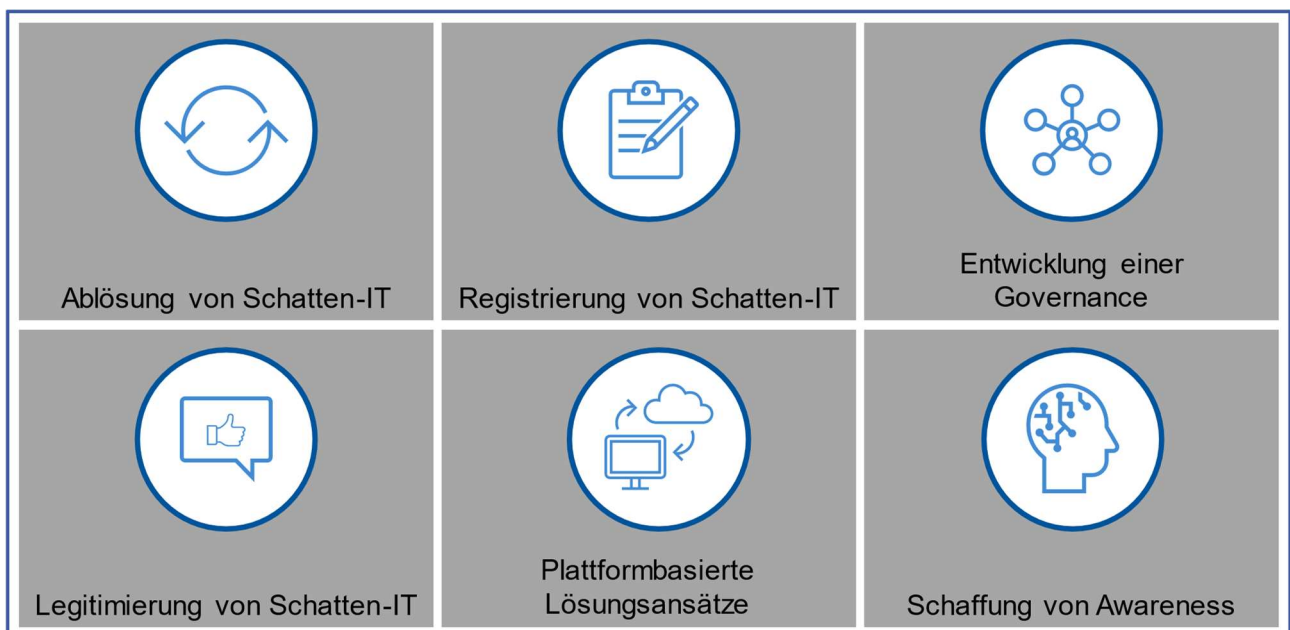 Ablösung von Schatten-IT
Registrierung von Schatten-IT
Entwicklung einer
Governance
Legitimierung von Schatten-IT
Plattformbasierte
Lösungsansätze
Schaffung von Awareness